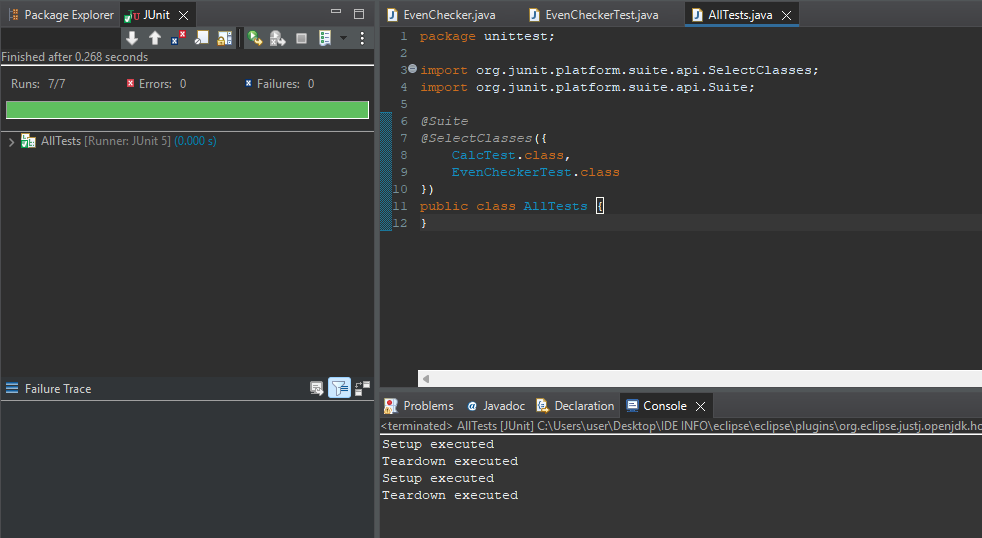 Package Explorer
JUnit
Finished after 0.268 seconds
Runs: 7/7
Errors: 0
Failures: 0
AllTests [Runner: JUnit 5] (0.000 s)
Failure Trace
EvenChecker.java
EvenCheckerTest.java
AllTests.java
1 package unittest;
2
3 import org.junit.platform.suite.api.SelectClasses;
4 import org.junit.platform.suite.api.Suite;
5
6 @Suite
7 @SelectClasses({
8     CalcTest.class,
9     EvenCheckerTest.class
10 })
11 public class AllTests {
12 }
Problems
Javadoc
Declaration
Console
<terminated> AllTests [JUnit] C:\Users\user\Desktop\IDE INFO\eclipse\eclipse\plugins\org.eclipse.justj.openjdk.ho
Setup executed
Teardown executed
Setup executed
Teardown executed